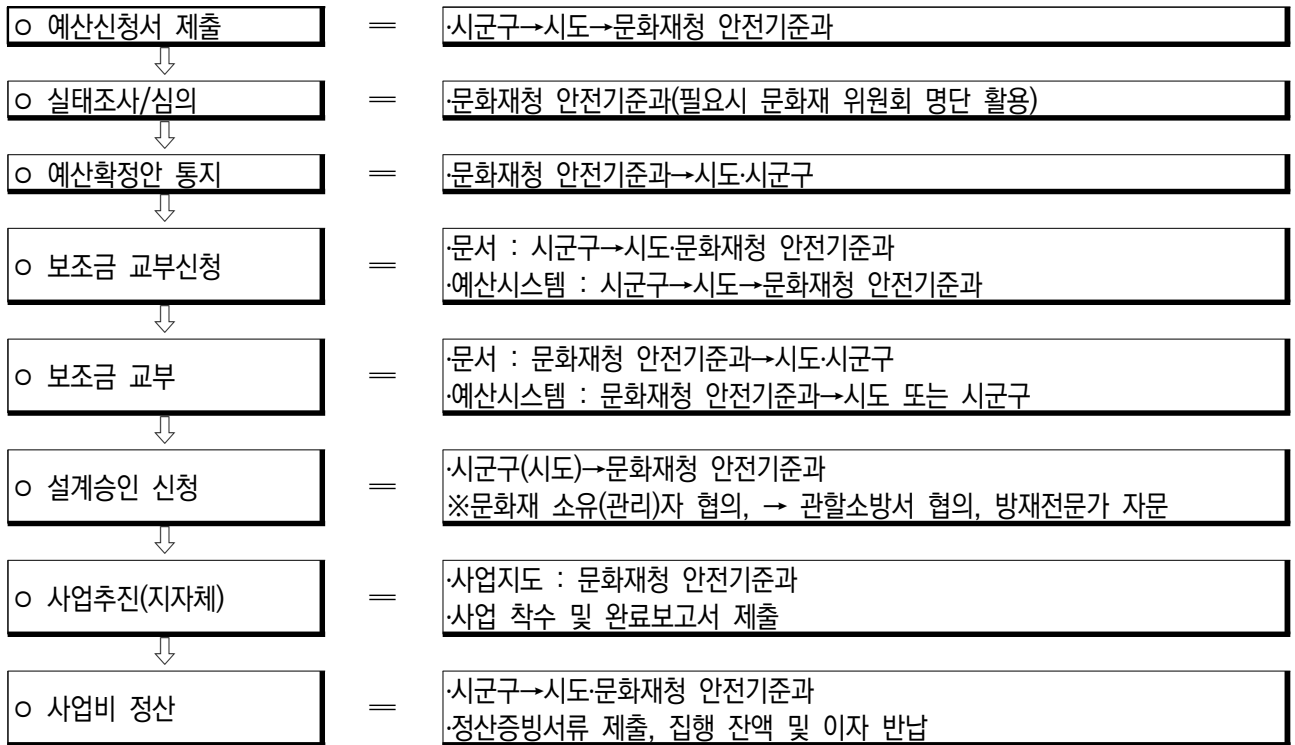 ㅇ 예산신청서 제출 = ·시군구→시도→문화재청 안전기준과
ㅇ 실태조사/심의 = ·문화재청 안전기준과(필요시 문화재 위원회 명단 활용)
ㅇ 예산확정안 통지 = ·문화재청 안전기준과→시도·시군구
ㅇ 보조금 교부신청 = ·문서 : 시군구→시도·문화재청 안전기준과
·예산시스템 : 시군구→시도→문화재청 안전기준과
ㅇ 보조금 교부 = ·문서 : 문화재청 안전기준과→시도·시군구
·예산시스템 : 문화재청 안전기준과→시도 또는 시군구
ㅇ 설계승인 신청 = ·시군구(시도)→문화재청 안전기준과
※문화재 소유(관리)자 협의, → 관할소방서 협의, 방재전문가 자문
ㅇ 사업추진(지자체) = ·사업지도 : 문화재청 안전기준과
·사업 착수 및 완료보고서 제출
ㅇ 사업비 정산 = ·시군구→시도·문화재청 안전기준과
·정산증빙서류 제출, 집행 잔액 및 이자 반납